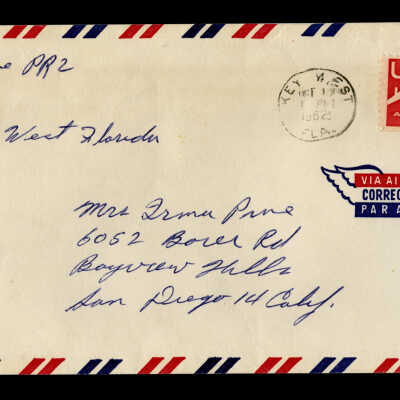 e PR2
West Florida
KEY WEST
1962
FLA.
U
VIA AI
CORREO
PAR A
Mrs Irma Pine
6052 Boxer Rd
Bayview Hills
San Diego 14 Calif.